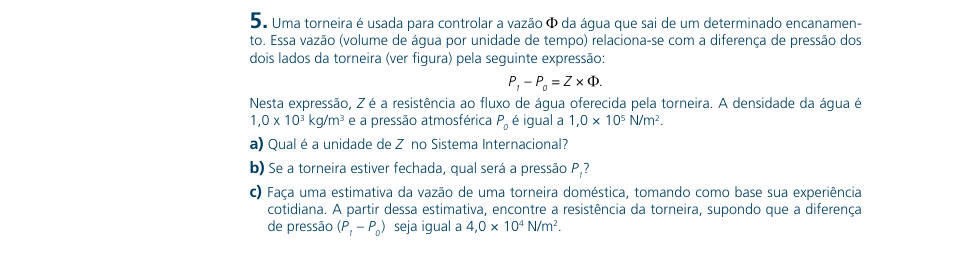 5. Uma torneira é usada para controlar a vazão Φ da água que sai de um determinado encanamen-
to. Essa vazão (volume de água por unidade de tempo) relaciona-se com a diferença de pressão dos
dois lados da torneira (ver figura) pela seguinte expressão:
P₁ – P₀ = Z × Φ.
Nesta expressão, Z é a resistência ao fluxo de água oferecida pela torneira. A densidade da água é
1,0 x 10³ kg/m³ e a pressão atmosférica P₀ é igual a 1,0 × 10⁵ N/m².
a) Qual é a unidade de Z no Sistema Internacional?
b) Se a torneira estiver fechada, qual será a pressão P₁?
c) Faça uma estimativa da vazão de uma torneira doméstica, tomando como base sua experiência
cotidiana. A partir dessa estimativa, encontre a resistência da torneira, supondo que a diferença
de pressão (P₁ – P₀) seja igual a 4,0 × 10⁴ N/m².